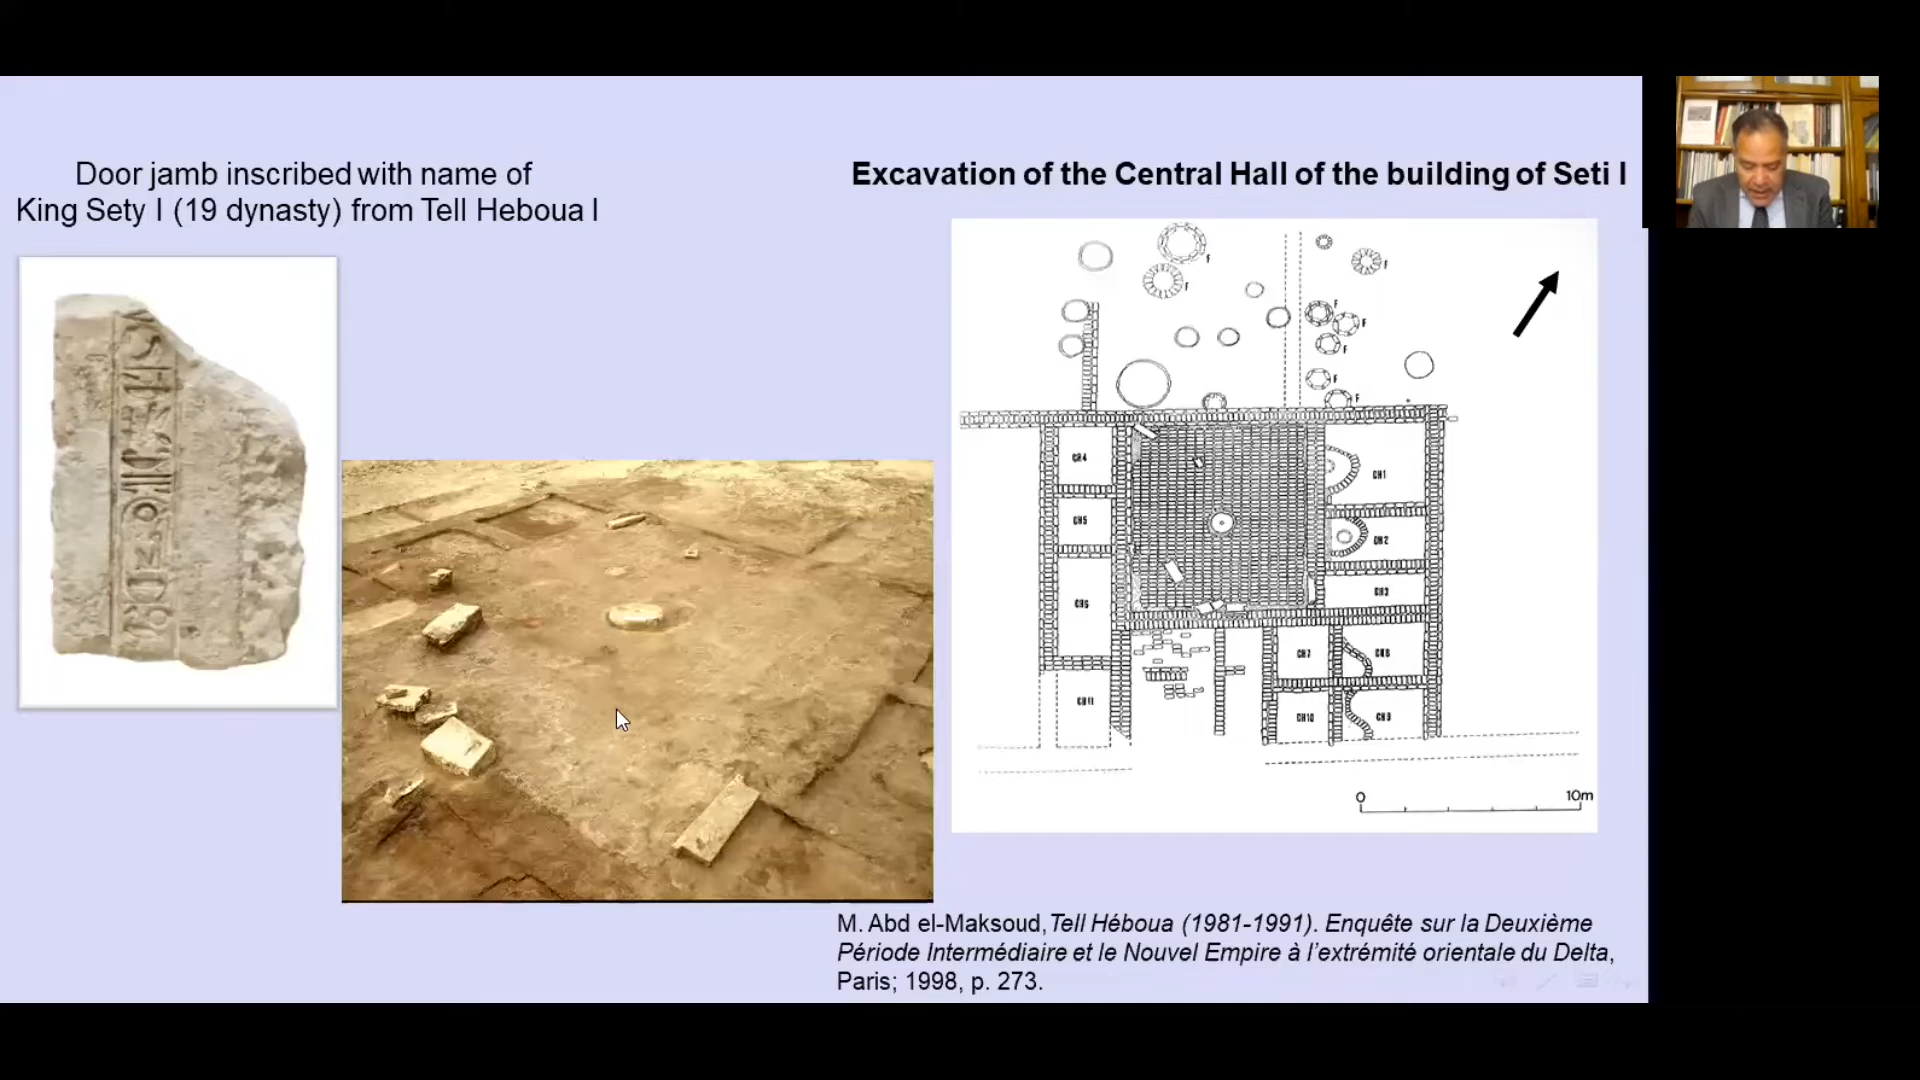 Door jamb inscribed with name of
King Sety I (19 dynasty) from Tell Heboua I
Excavation of the Central Hall of the building of Seti I
F
F
F
F
F
F
F
F
CH4
CH1
CH5
CH2
CH6
CH3
CH7
CH8
CH11
CH10
CH9
0
10m
M. Abd el-Maksoud, Tell Héboua (1981-1991). Enquête sur la Deuxième
Période Intermédiaire et le Nouvel Empire à l'extrémité orientale du Delta,
Paris; 1998, p. 273.